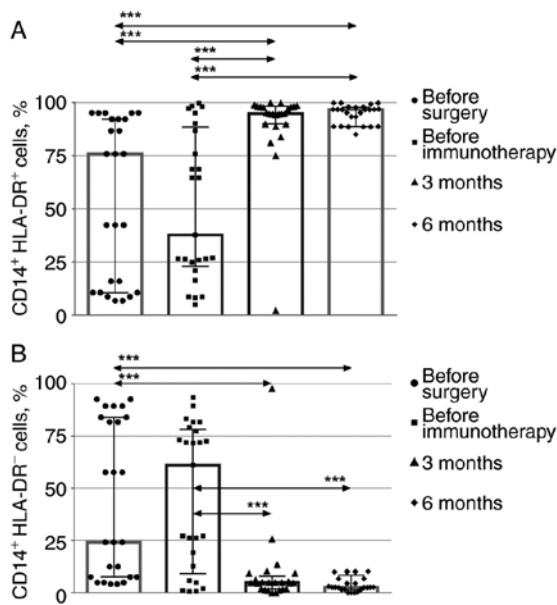 A
***
***
***
***
CD14+ HLA-DR+ cells, %
100
75
50
25
0
Before
surgery
Before
immunotherapy
3 months
6 months
B
***
***
***
***
CD14+ HLA-DR− cells, %
100
75
50
25
0
Before
surgery
Before
immunotherapy
3 months
6 months